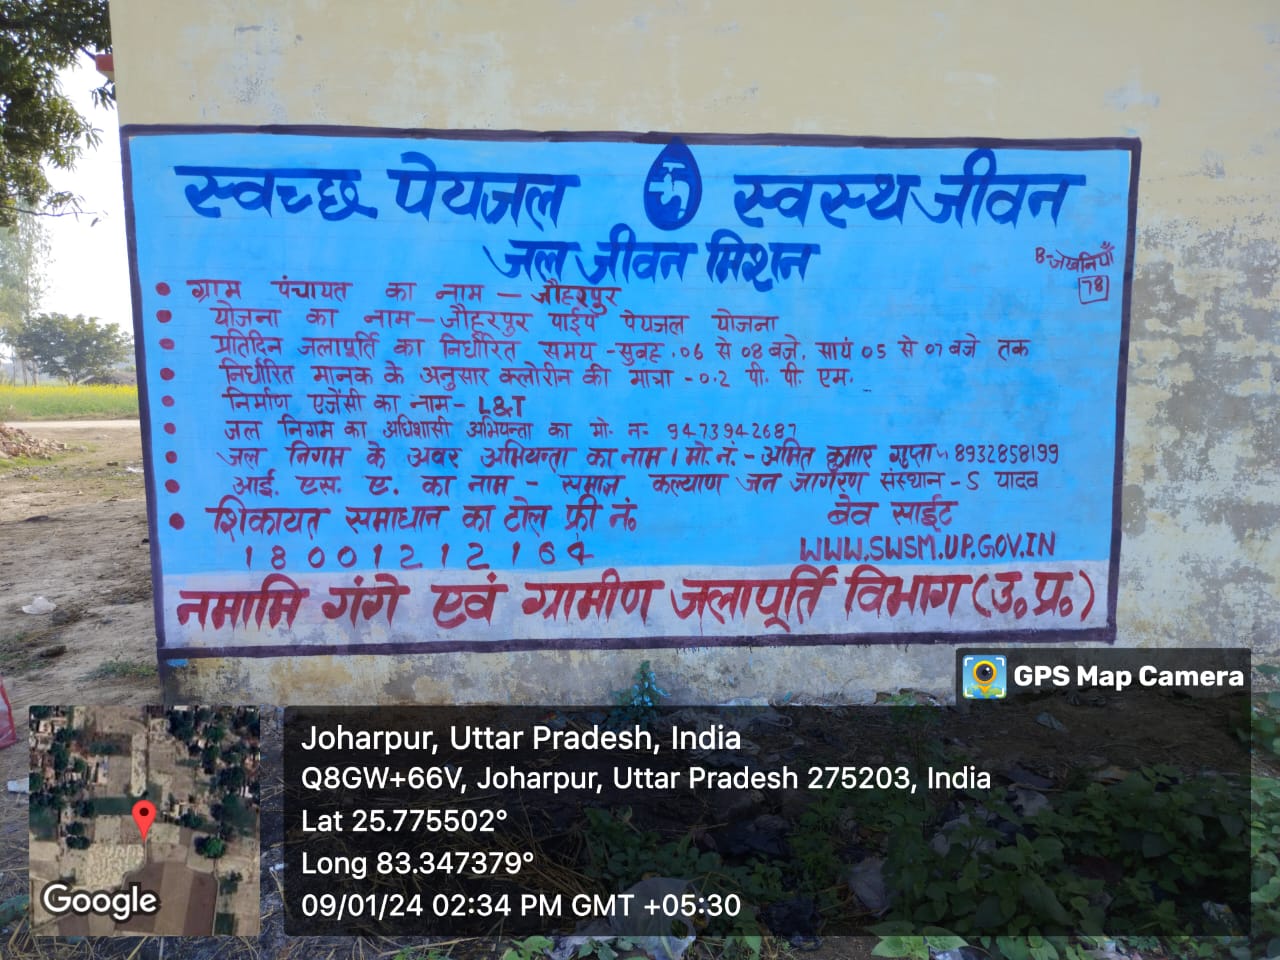 स्वच्छ पेयजल स्वस्थ जीवन
जल जीवन मिशन
B-जखनियाँ
78
• ग्राम पंचायत का नाम – जौहरपुर
• योजना का नाम – जौहरपुर पाईप पेयजल योजना
• प्रतिदिन जलापूर्ति का निर्धारित समय - सुबह . 06 से 08 बजे, सायं 05 से 07 बजे तक
• निर्धारित मानक के अनुसार क्लोरीन की मात्रा - 0.2 पी. पी. एम.
• निर्माण एजेंसी का नाम - L&T
• जल निगम का अधिशासी अभियन्ता का मो. न. 9473942687
• जल निगम के अवर अभियन्ता का नाम / मो. नं. - अमित कुमार गुप्ता 8932858199
• आई. एस. ए. का नाम - समाज कल्याण जन जागरण संस्थान - S यादव
• शिकायत समाधान का टोल फ्री नं. बेव साईट
18001212164 WWW.SWSM.UP.GOV.IN
नमामि गंगे एवं ग्रामीण जलापूर्ति विभाग (उ॰प्र॰)
GPS Map Camera
Joharpur, Uttar Pradesh, India
Q8GW+66V, Joharpur, Uttar Pradesh 275203, India
Lat 25.775502°
Long 83.347379°
09/01/24 02:34 PM GMT +05:30
Google